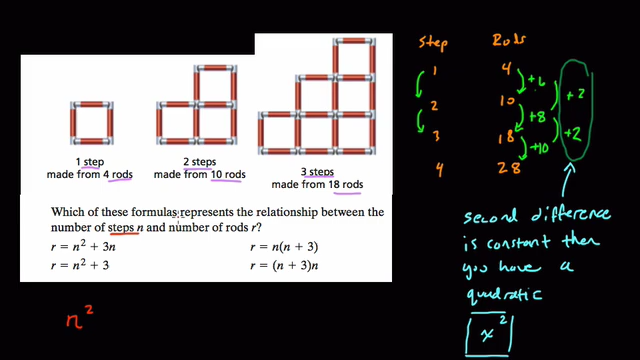 1 step
made from 4 rods
2 steps
made from 10 rods
3 steps
made from 18 rods
Which of these formulas represents the relationship between the
number of steps n and number of rods r?
r = n² + 3n
r = n(n + 3)
r = n² + 3
r = (n + 3)n
n²
Step Rods
1 4
+6
2 10 +2
+8
3 18 +2
+10
4 28
second difference
is constant then
you have a
quadratic
x²